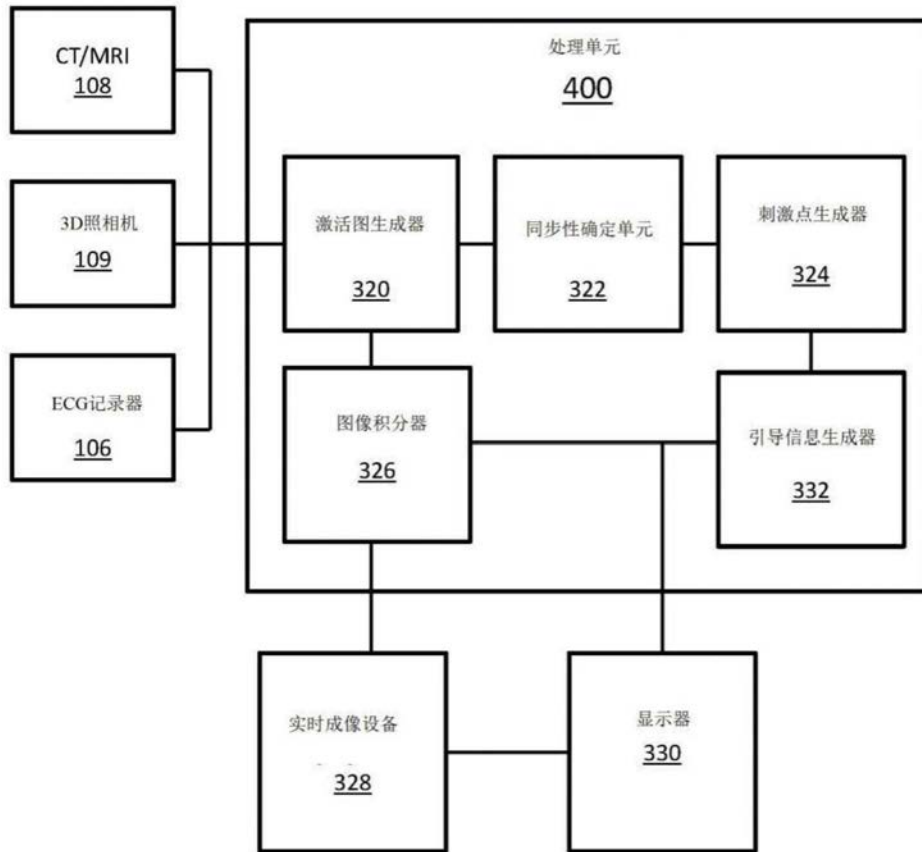 CT/MRI
108
3D照相机
109
ECG记录器
106
处理单元
400
激活图生成器
320
同步性确定单元
322
刺激点生成器
324
图像积分器
326
引导信息生成器
332
实时成像设备
328
显示器
330